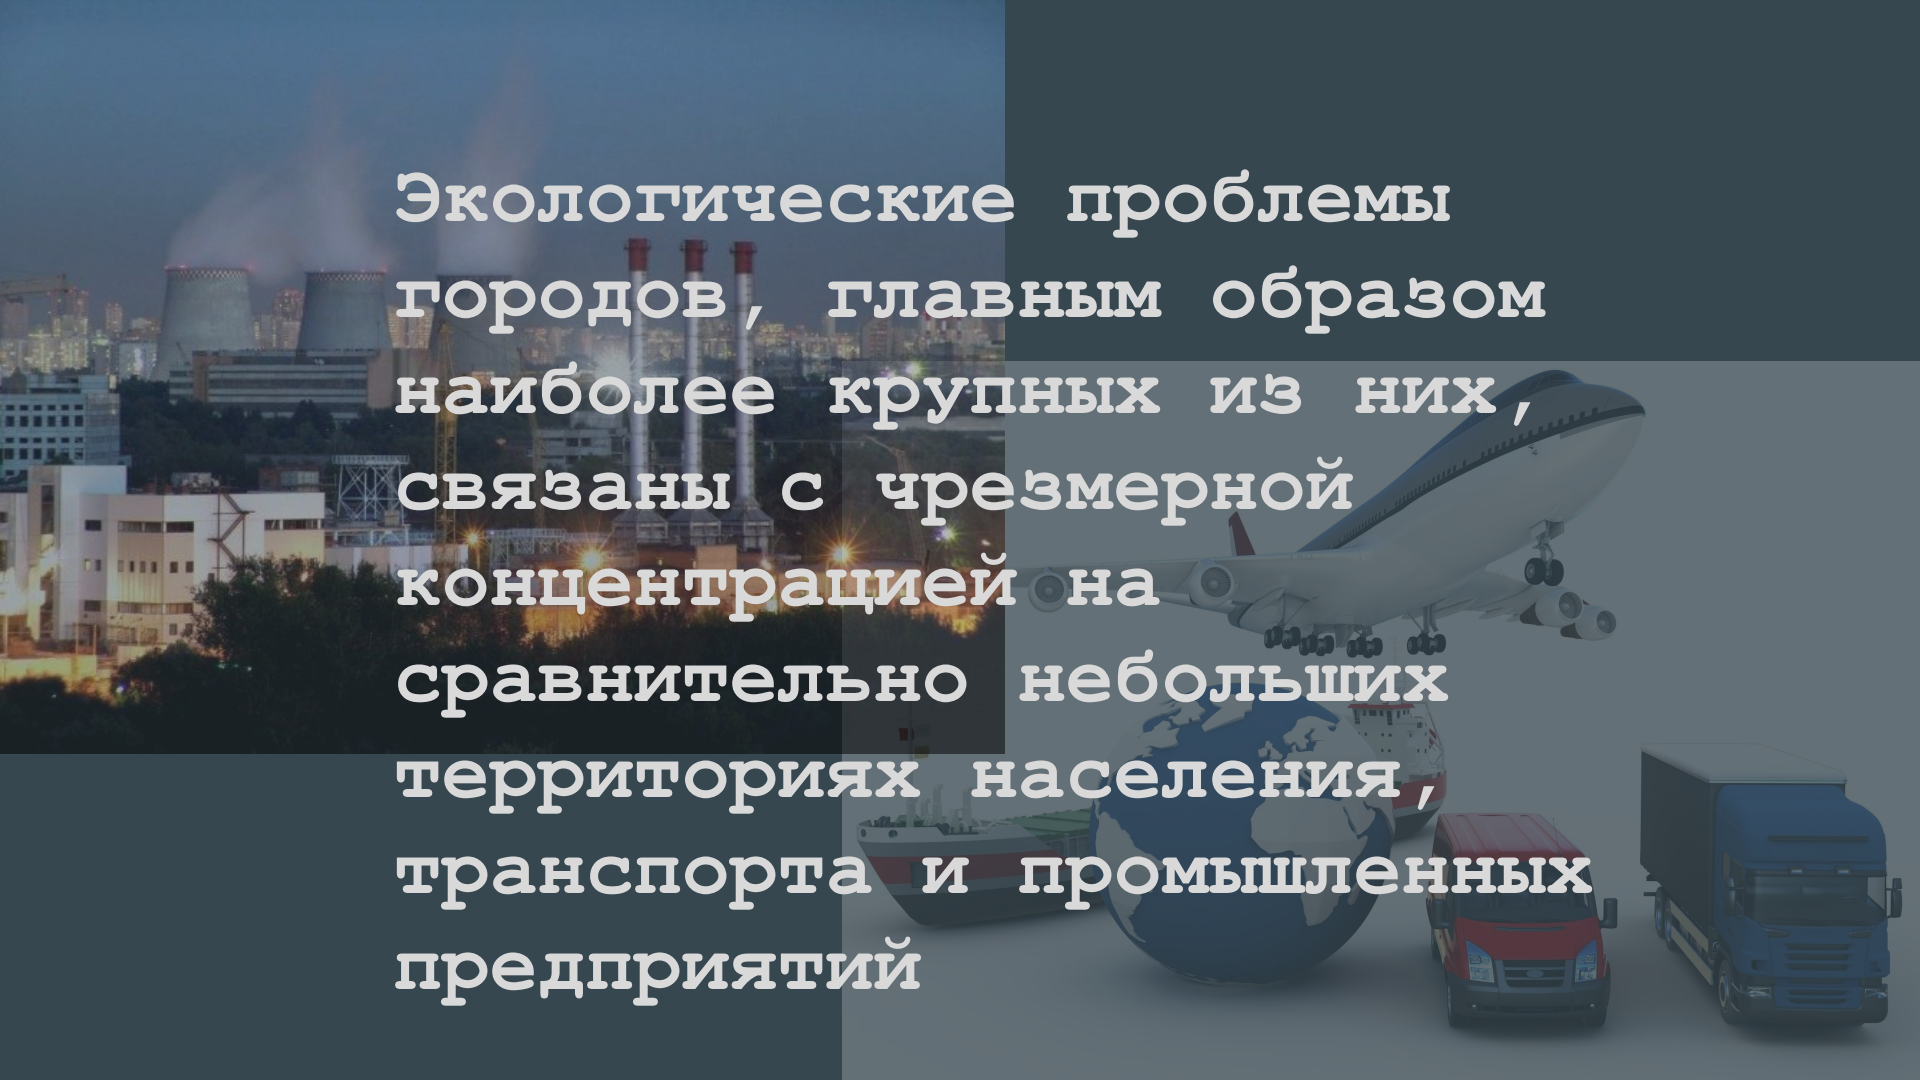 Экологические проблемы
городов, главным образом
наиболее крупных из них,
связаны с чрезмерной
концентрацией на
сравнительно небольших
территориях населения,
транспорта и промышленных
предприятий